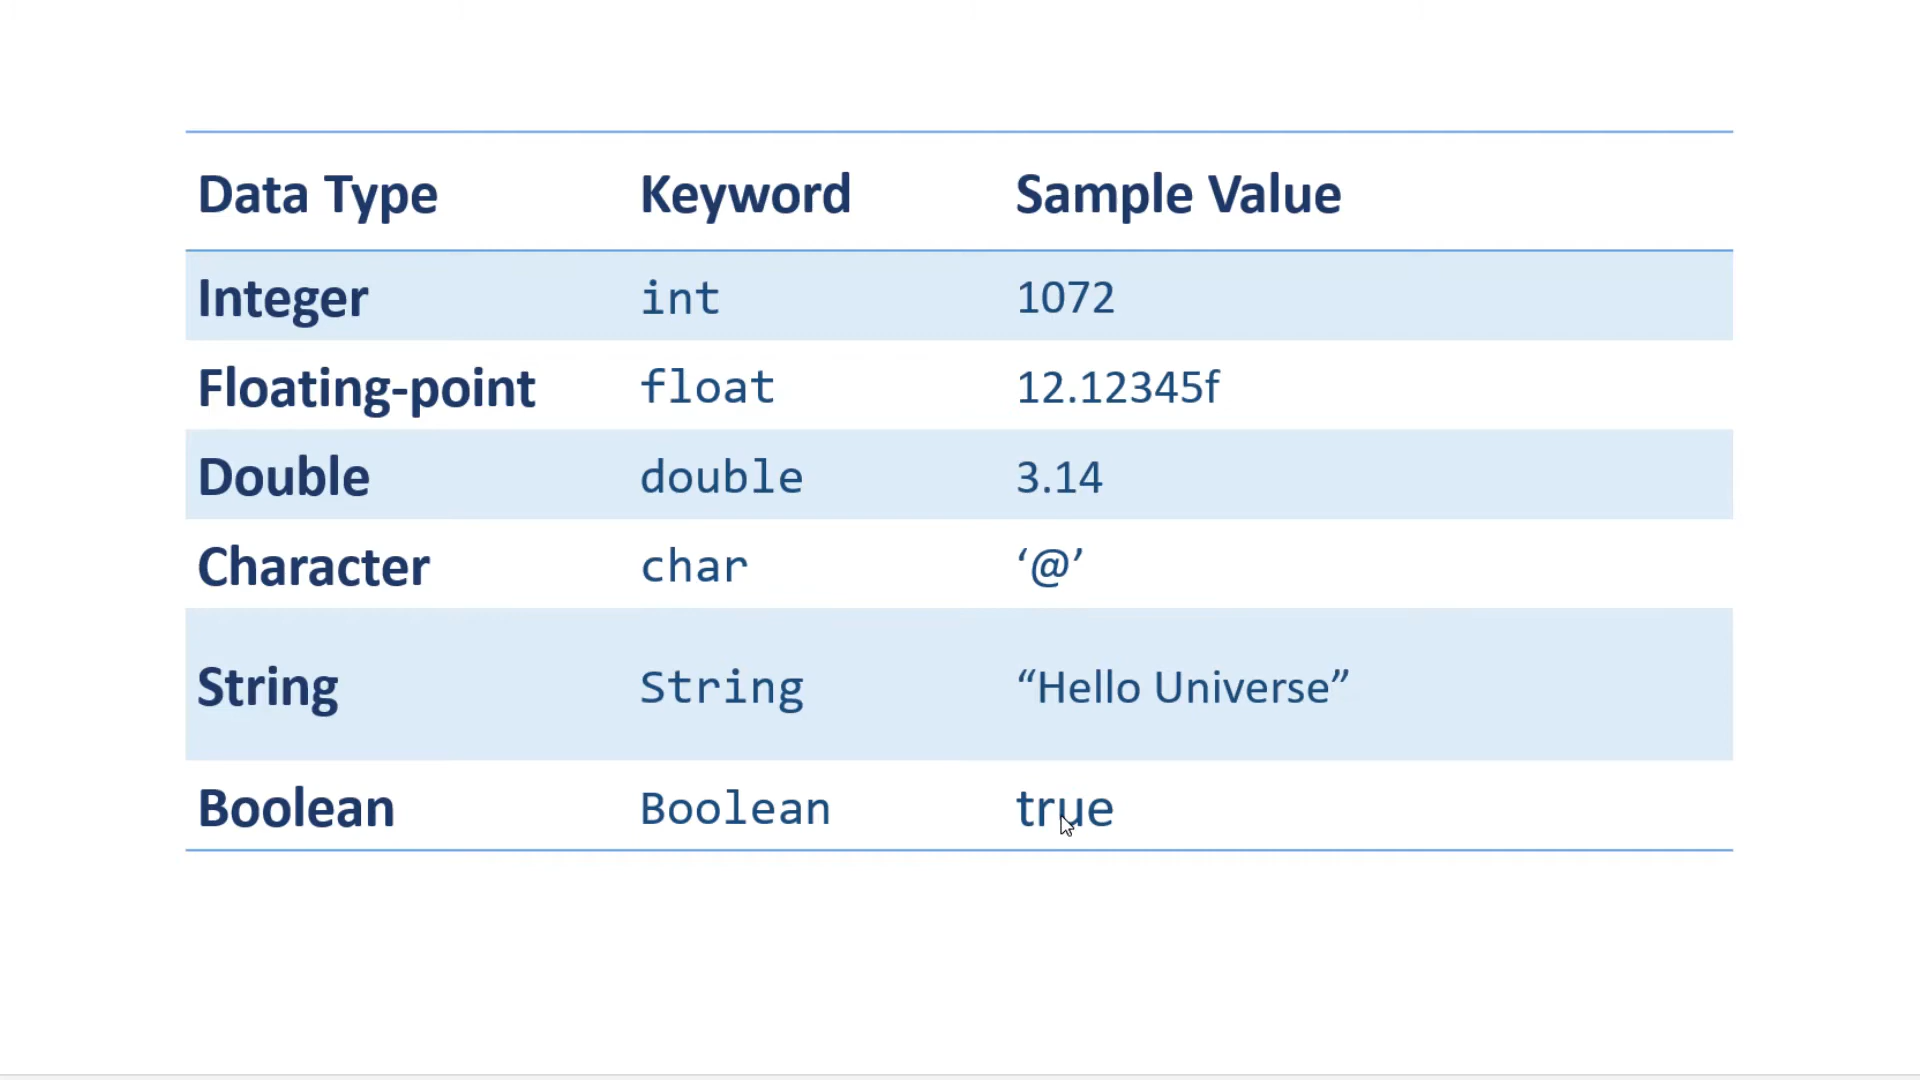 Data Type Keyword Sample Value
Integer int 1072
Floating-point float 12.12345f
Double double 3.14
Character char ‘@’
String String “Hello Universe”
Boolean Boolean true